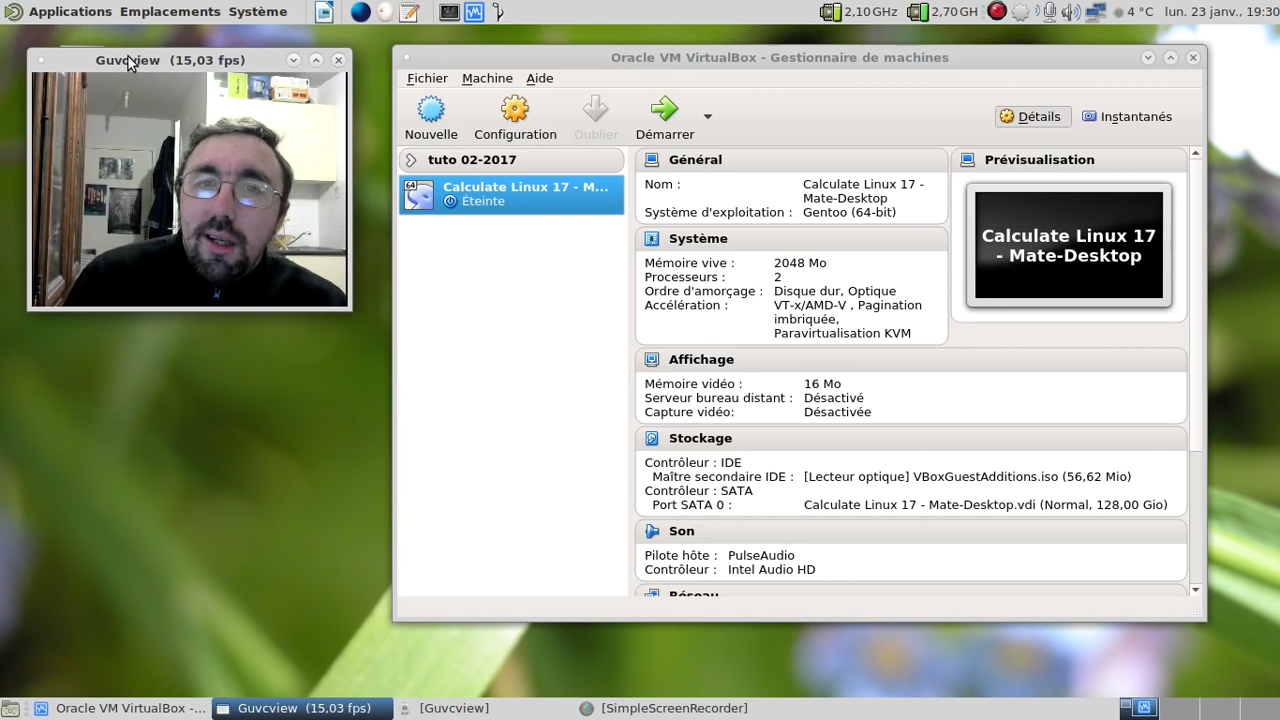 Applications Emplacements Système
2,10 GHz 2,70 GH 4 °C lun. 23 janv., 19:30
Guvcview (15,03 fps)
Oracle VM VirtualBox - Gestionnaire de machines
Fichier Machine Aide
Nouvelle Configuration Oublier Démarrer Détails Instantanés
tuto 02-2017
64 Calculate Linux 17 - M...
Éteinte
Général
Nom : Calculate Linux 17 -
Mate-Desktop
Système d'exploitation : Gentoo (64-bit)
Système
Mémoire vive : 2048 Mo
Processeurs : 2
Ordre d'amorçage : Disque dur, Optique
Accélération : VT-x/AMD-V , Pagination
imbriquée,
Paravirtualisation KVM
Prévisualisation
Calculate Linux 17
- Mate-Desktop
Affichage
Mémoire vidéo : 16 Mo
Serveur bureau distant : Désactivé
Capture vidéo: Désactivée
Stockage
Contrôleur : IDE
Maître secondaire IDE : [Lecteur optique] VBoxGuestAdditions.iso (56,62 Mio)
Contrôleur : SATA
Port SATA 0 : Calculate Linux 17 - Mate-Desktop.vdi (Normal, 128,00 Gio)
Son
Pilote hôte : PulseAudio
Contrôleur : Intel Audio HD
Réseau
Oracle VM VirtualBox -... Guvcview (15,03 fps) [Guvcview] [SimpleScreenRecorder]